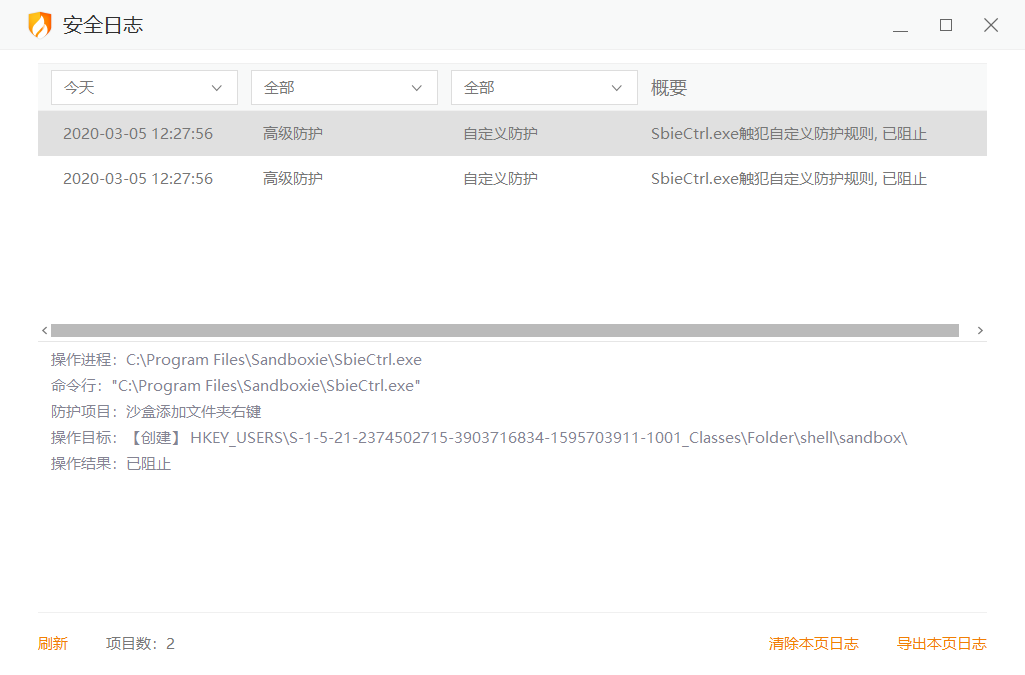 安全日志
今天 全部 全部 概要
2020-03-05 12:27:56 高级防护 自定义防护 SbieCtrl.exe触犯自定义防护规则, 已阻止
2020-03-05 12:27:56 高级防护 自定义防护 SbieCtrl.exe触犯自定义防护规则, 已阻止
操作进程：C:\Program Files\Sandboxie\SbieCtrl.exe
命令行："C:\Program Files\Sandboxie\SbieCtrl.exe"
防护项目：沙盒添加文件夹右键
操作目标：【创建】 HKEY_USERS\S-1-5-21-2374502715-3903716834-1595703911-1001_Classes\Folder\shell\sandbox\
操作结果：已阻止
刷新 项目数：2 清除本页日志 导出本页日志